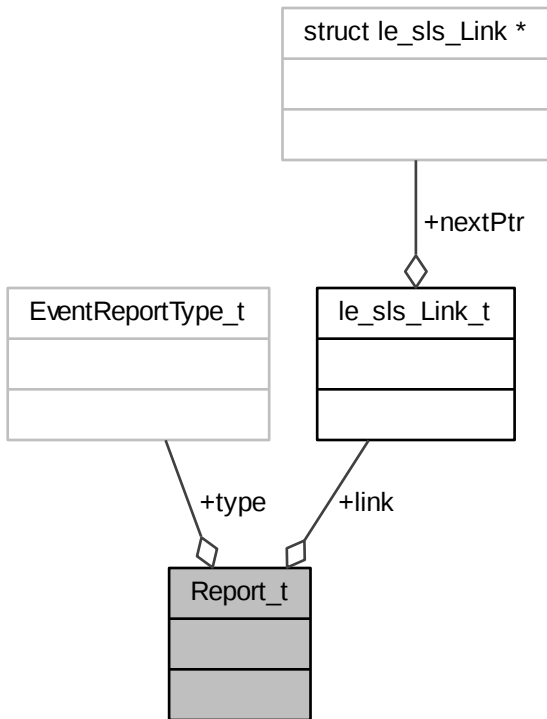 struct le_sls_Link *
+nextPtr
EventReportType_t
le_sls_Link_t
+type
+link
Report_t